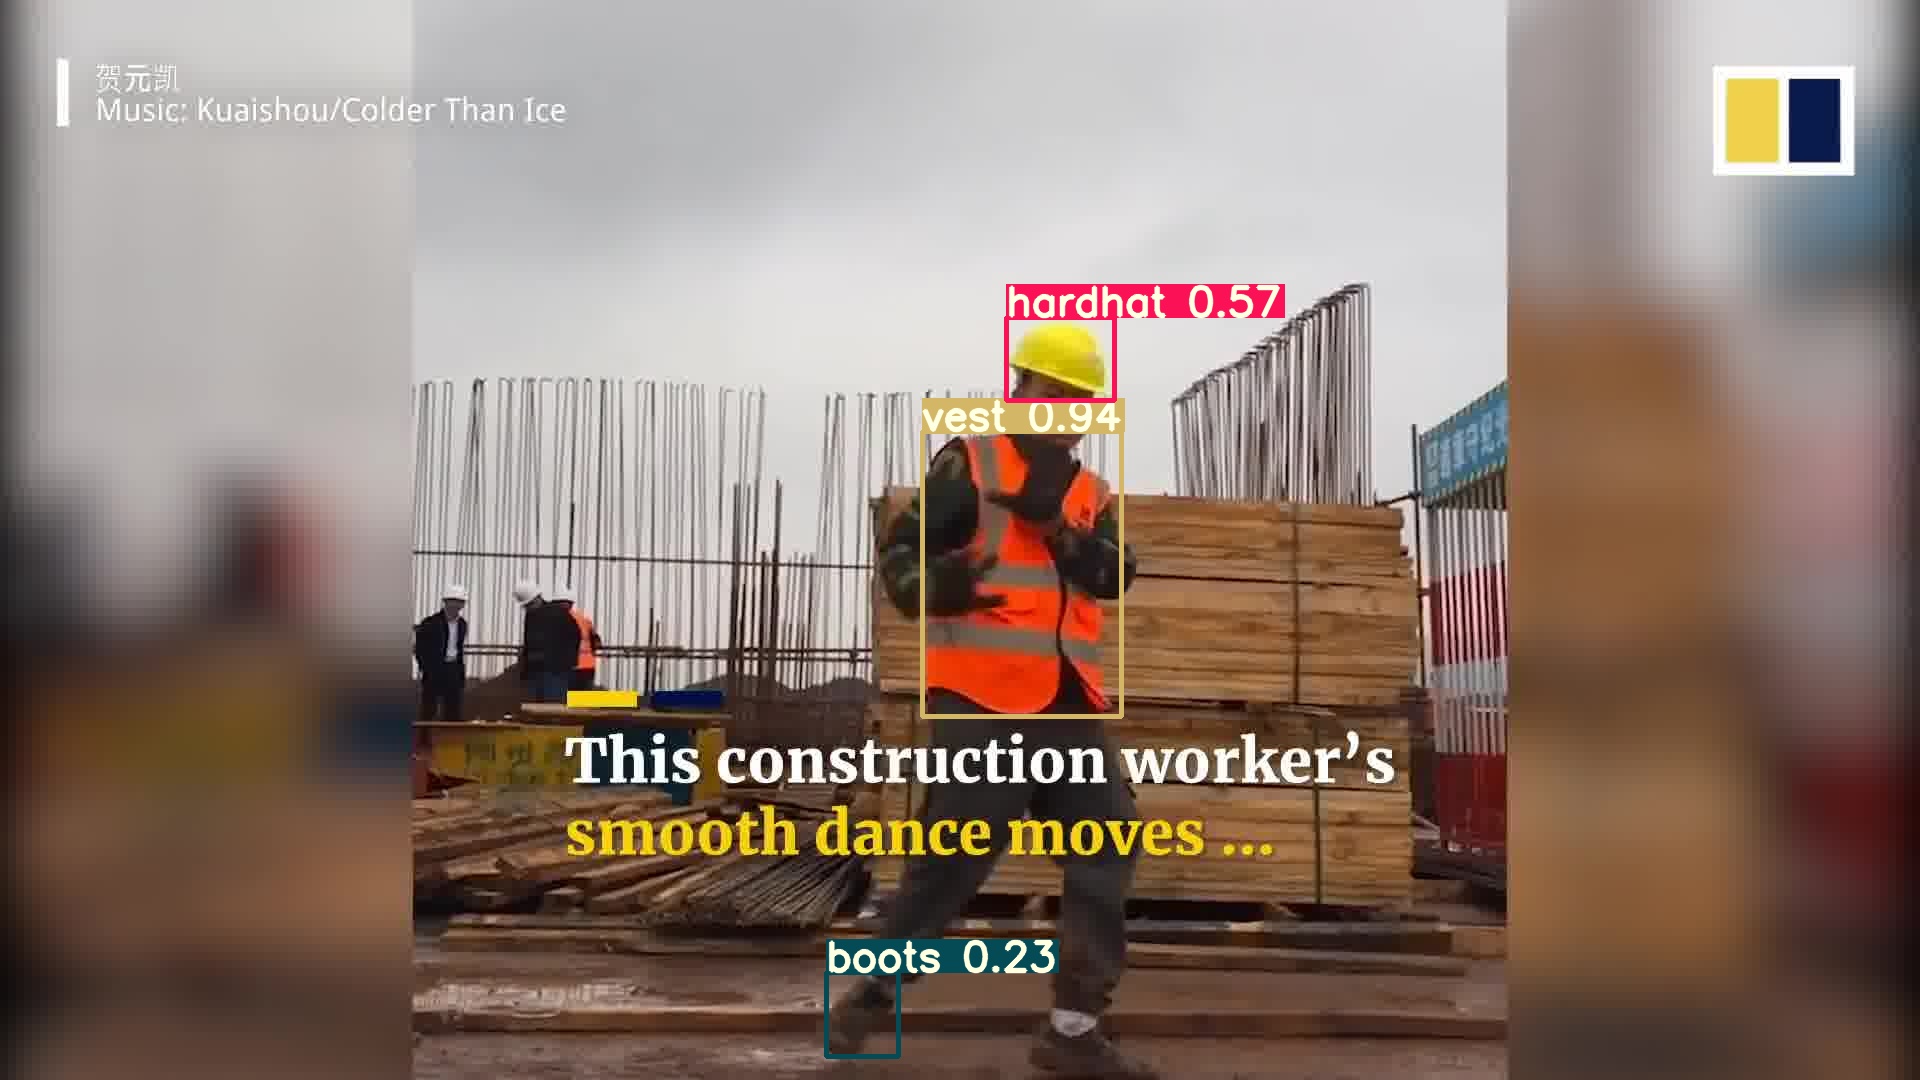 贺元凯
Music: Kuaishou/Colder Than Ice
hardhat 0.57
vest 0.94
This construction worker's
smooth dance moves ...
boots 0.23